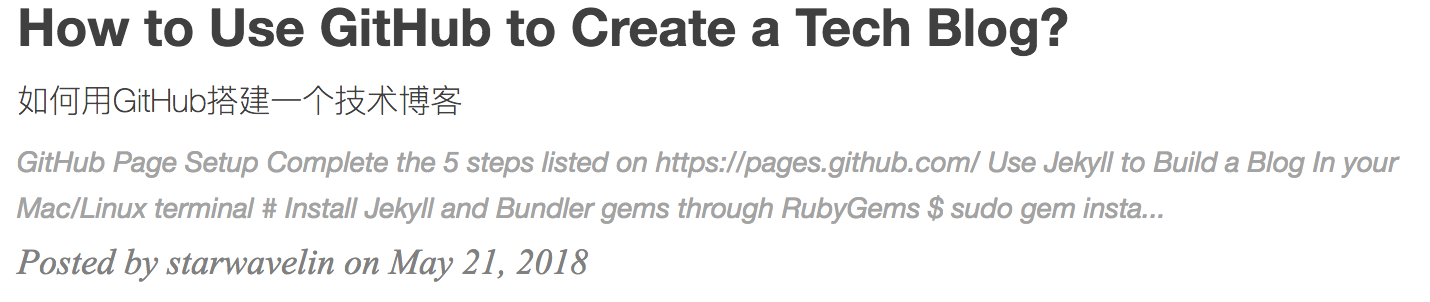 How to Use GitHub to Create a Tech Blog?
如何用GitHub搭建一个技术博客
GitHub Page Setup Complete the 5 steps listed on https://pages.github.com/ Use Jekyll to Build a Blog In your
Mac/Linux terminal # Install Jekyll and Bundler gems through RubyGems $ sudo gem insta...
Posted by starwavelin on May 21, 2018